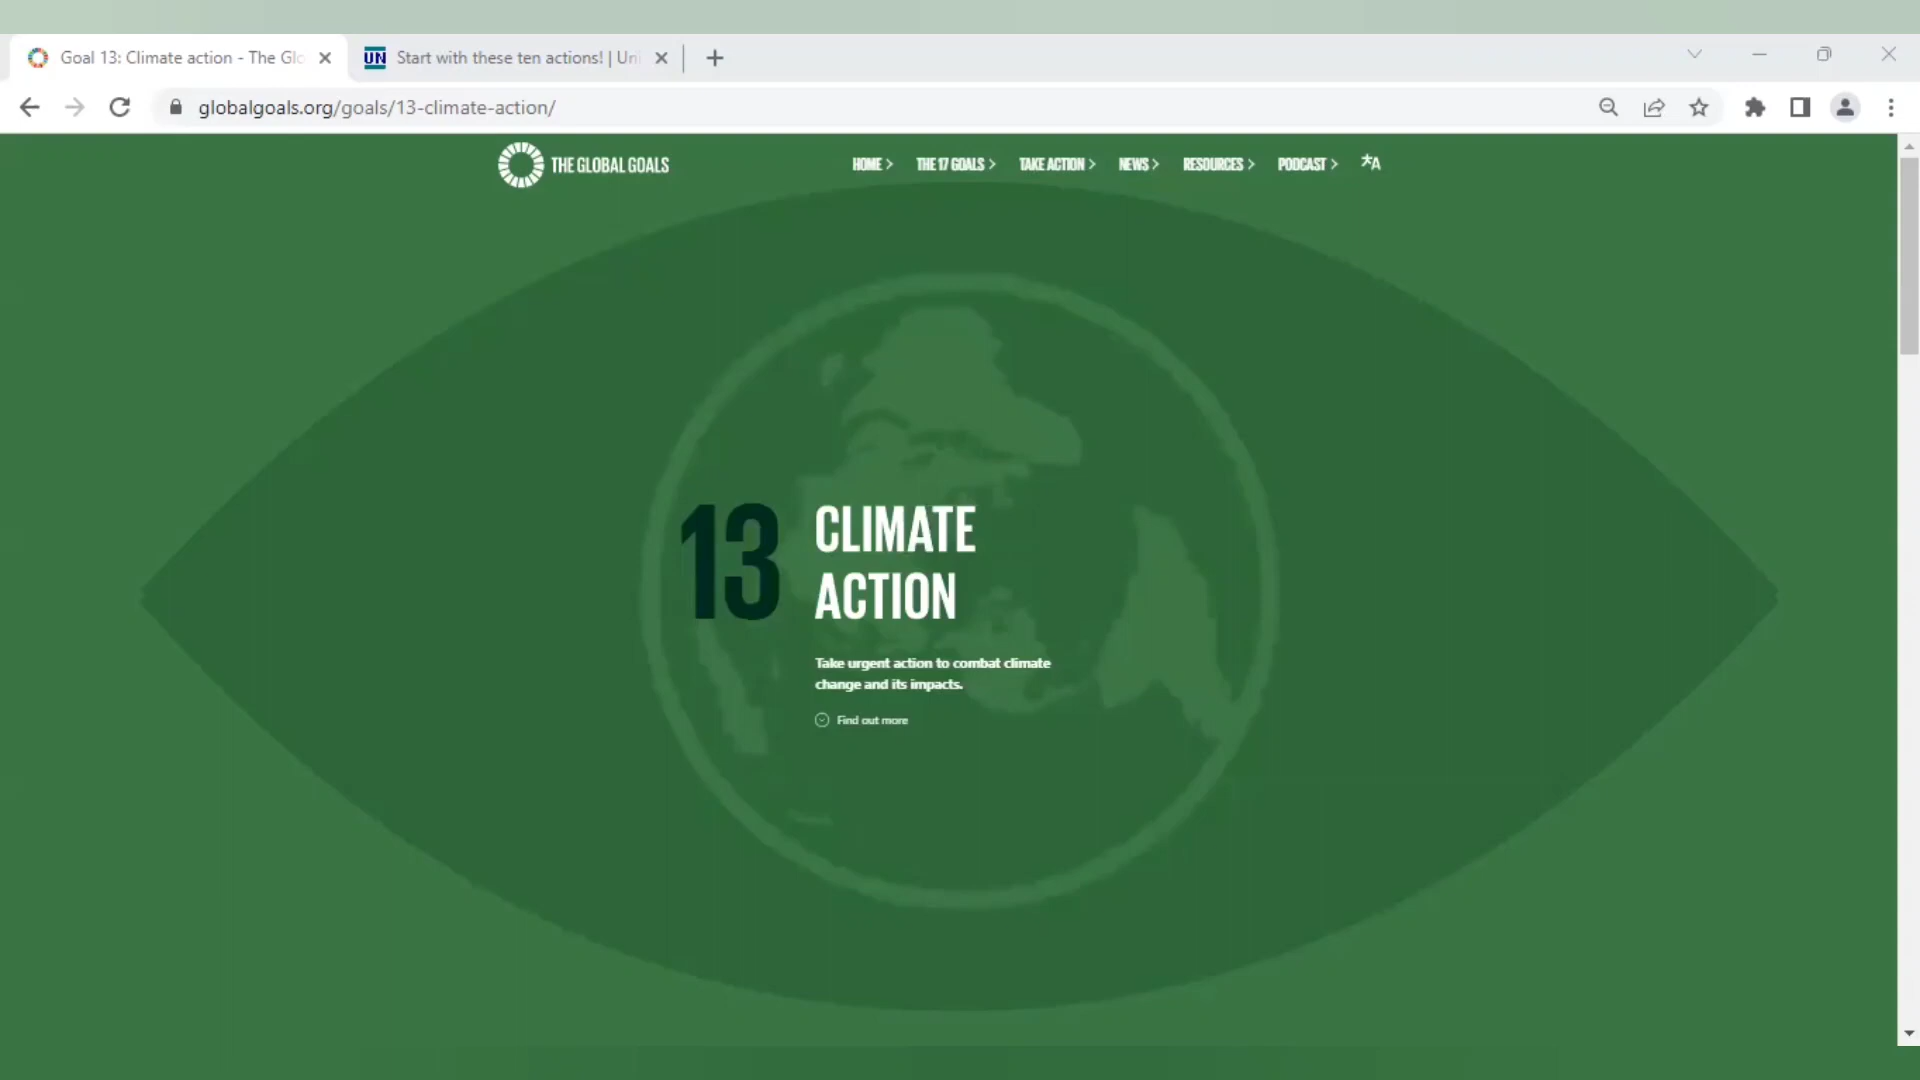 Goal 13: Climate action - The Glo
UN Start with these ten actions! | Uni
globalgoals.org/goals/13-climate-action/
THE GLOBAL GOALS
HOME > THE 17 GOALS > TAKE ACTION > NEWS > RESOURCES > PODCAST >
13 CLIMATE
ACTION
Take urgent action to combat climate
change and its impacts.
Find out more